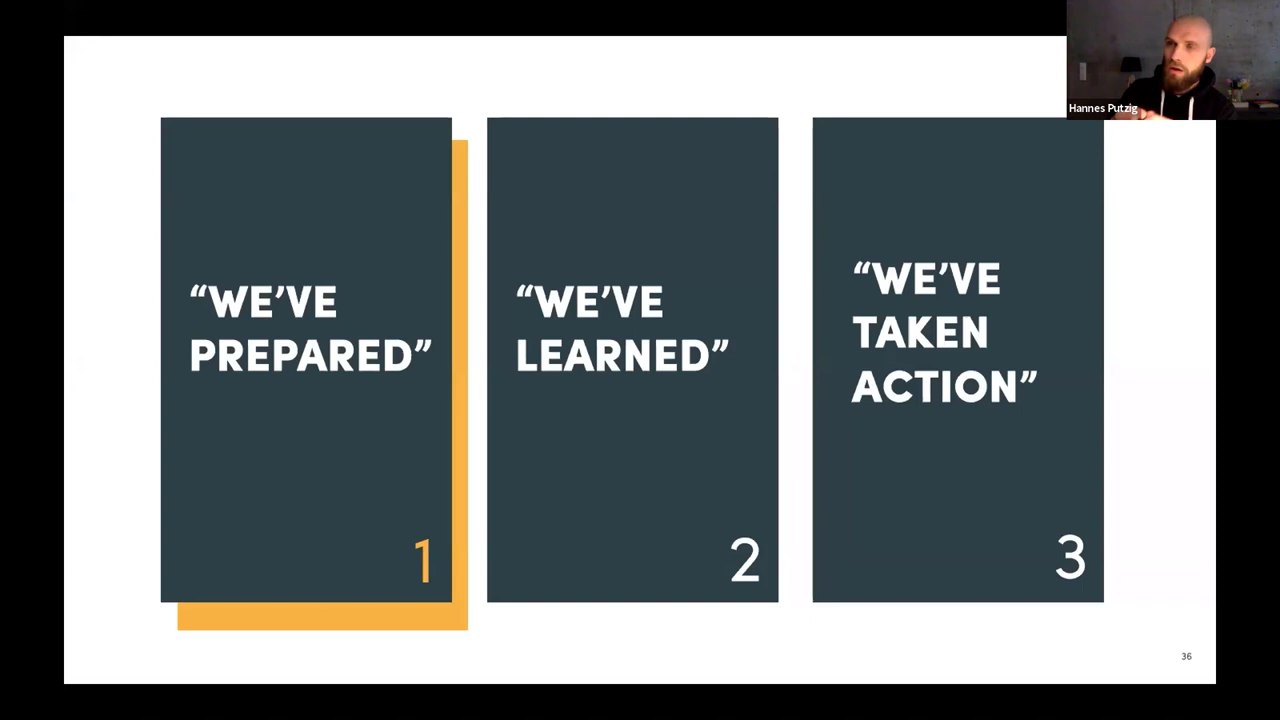 Hannes Putzig
“WE’VE
PREPARED”
1
“WE’VE
LEARNED”
2
“WE’VE
TAKEN
ACTION”
3
36